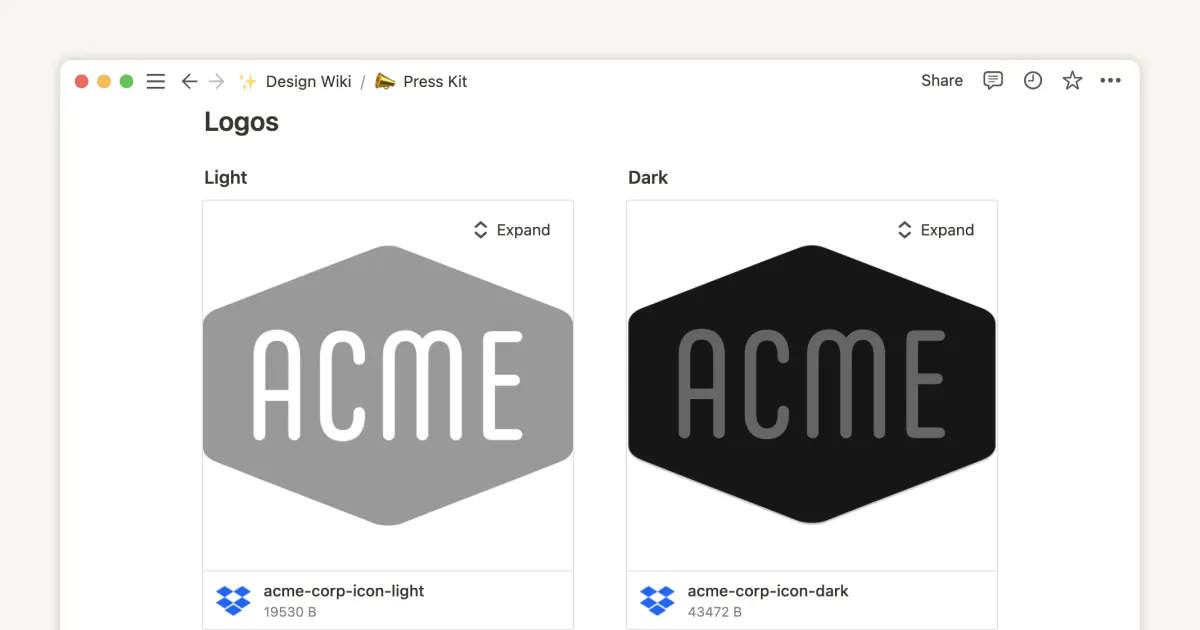 Design Wiki / Press Kit
Share
Logos
Light
Expand
ACME
acme-corp-icon-light
19530 B
Dark
Expand
ACME
acme-corp-icon-dark
43472 B